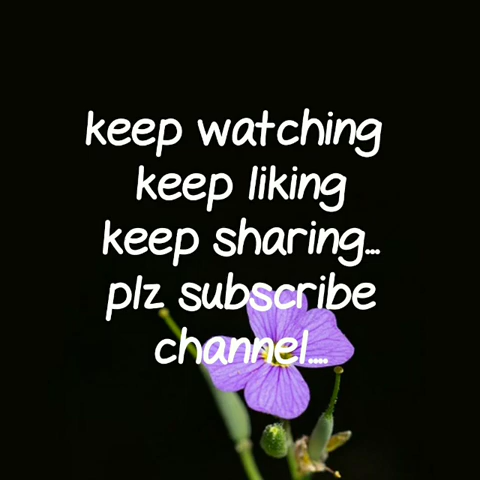 keep watching
keep liking
keep sharing...
plz subscribe
channel....